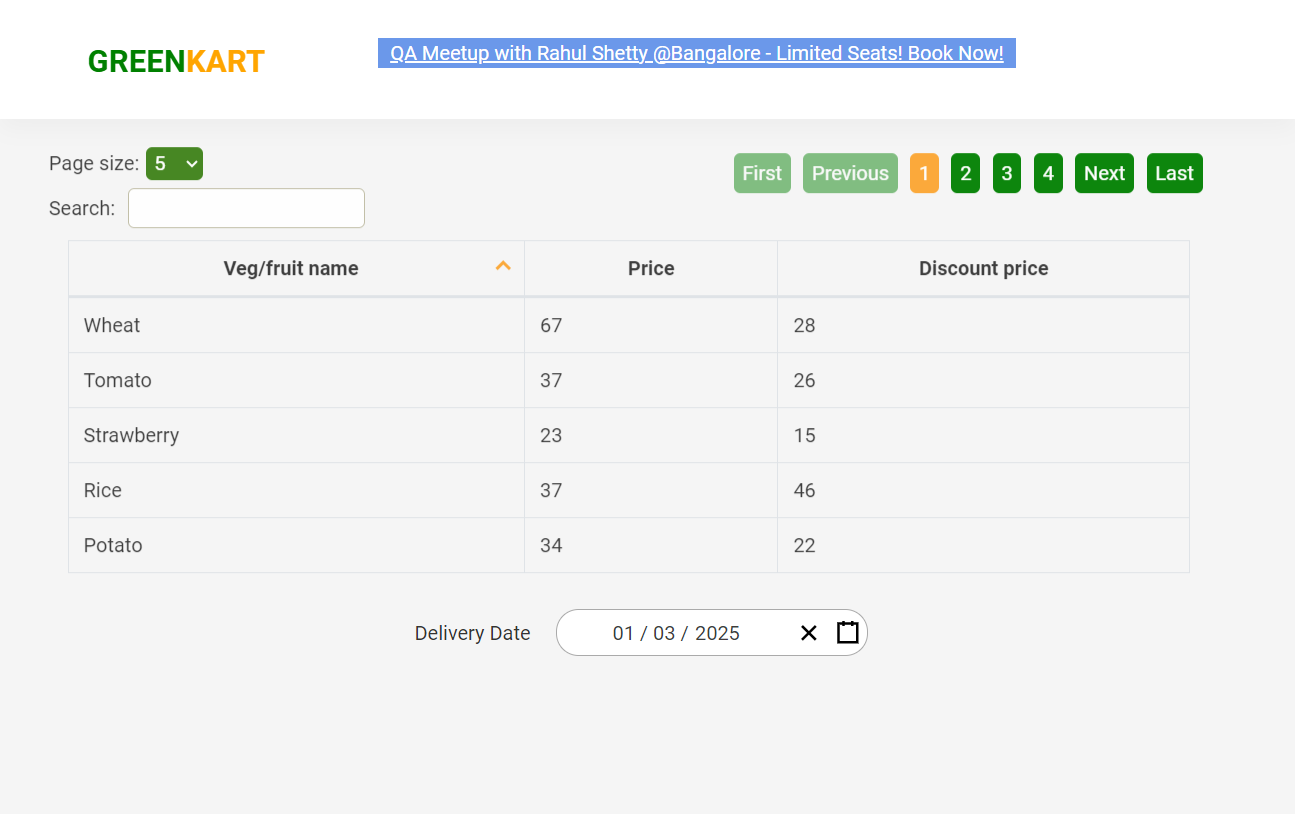 GREENKART
QA Meetup with Rahul Shetty @Bangalore - Limited Seats! Book Now!
Page size: 5
First Previous 1 2 3 4 Next Last
Search:
Veg/fruit name Price Discount price
Wheat 67 28
Tomato 37 26
Strawberry 23 15
Rice 37 46
Potato 34 22
Delivery Date 01 / 03 / 2025